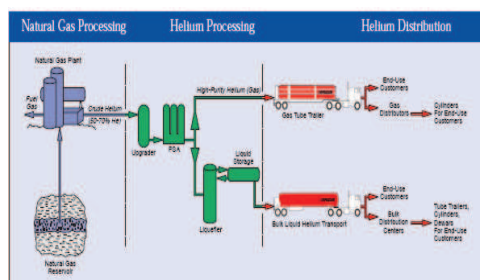 Natural Gas Processing
Helium Processing
Helium Distribution
Natural Gas Plant
Fuel
Gas
Crude Helium
(50-70% He)
Upgrader
PSA
High-Purity Helium (Gas)
Liquid
Storage
Liquefier
Gas Tube Trailer
End-Use
Customers
Gas
Distributors
Cylinders
For End-Use
Customers
Bulk Liquid Helium Transport
End-Use
Customers
Bulk
Distribution
Centers
Tube Trailers,
Cylinders,
Dewars
For End-Use
Customers
Natural Gas
Reservoir